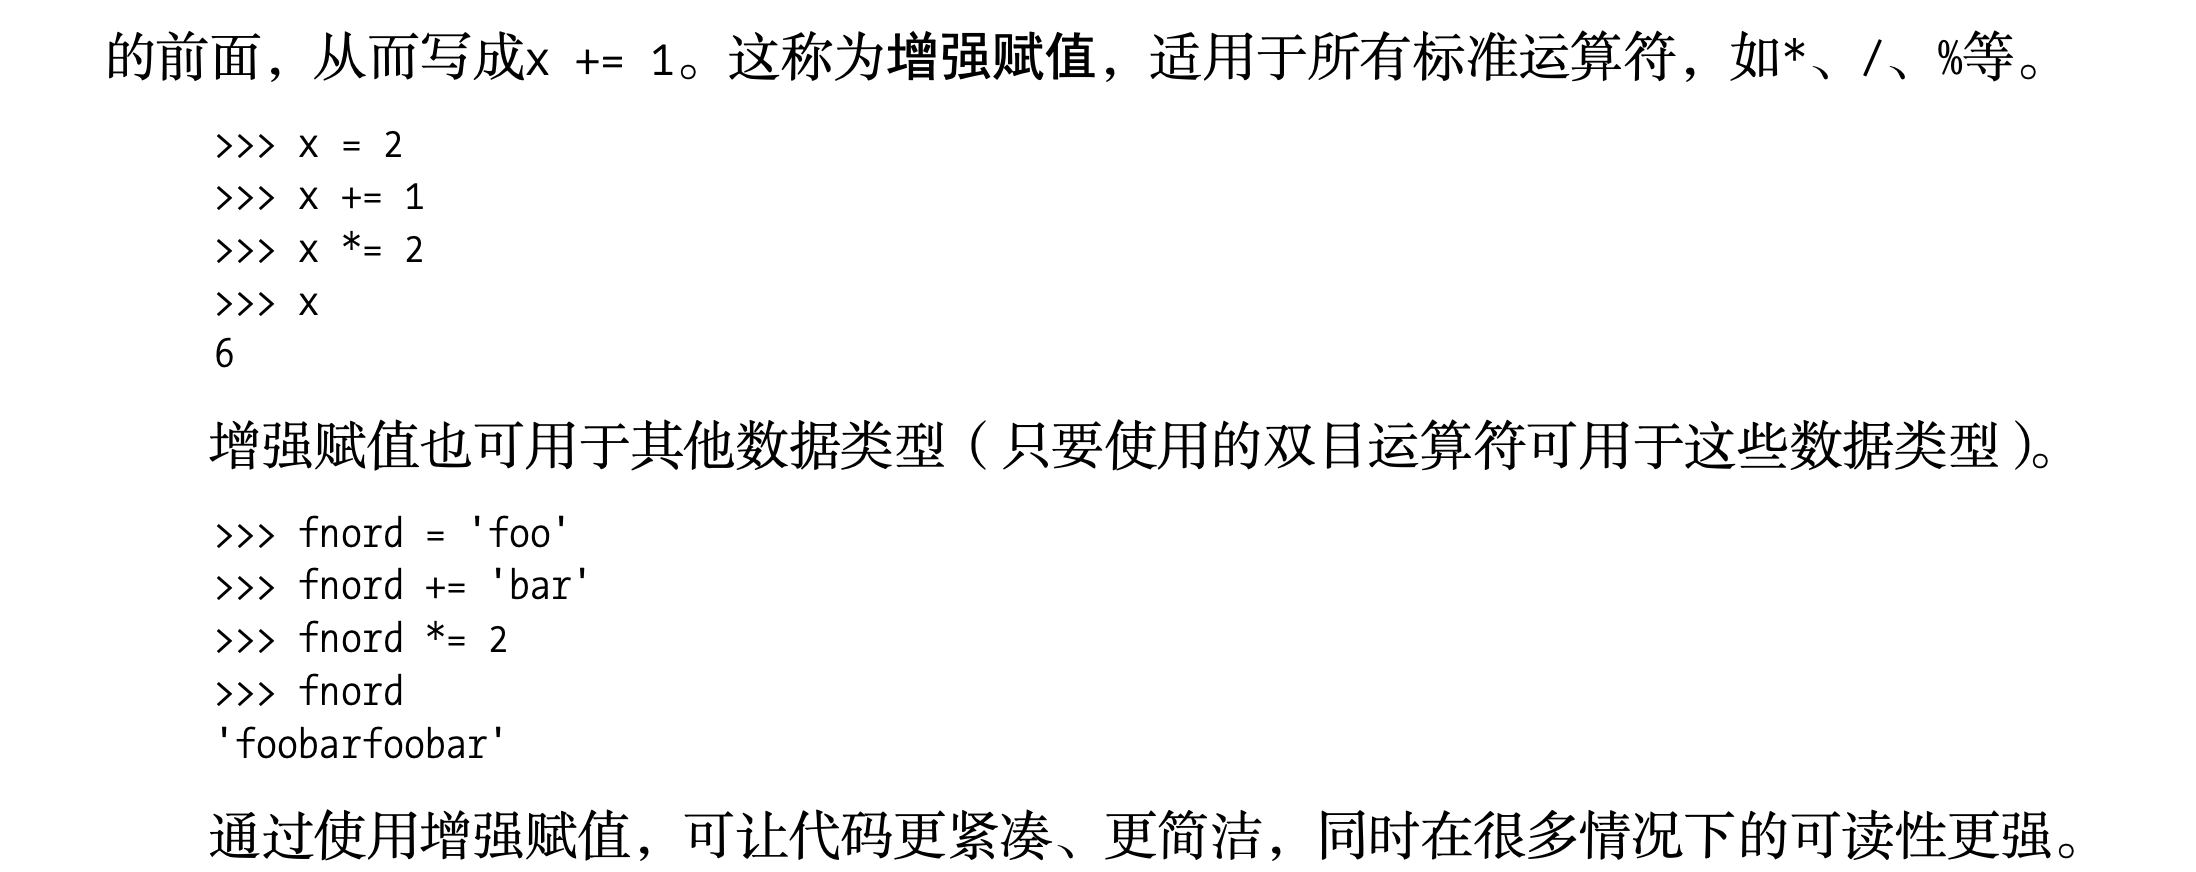 的前面，从而写成x += 1。这称为增强赋值，适用于所有标准运算符，如*、/、%等。
>>> x = 2
>>> x += 1
>>> x *= 2
>>> x
6
增强赋值也可用于其他数据类型（只要使用的双目运算符可用于这些数据类型）。
>>> fnord = 'foo'
>>> fnord += 'bar'
>>> fnord *= 2
>>> fnord
'foobarfoobar'
通过使用增强赋值，可让代码更紧凑、更简洁，同时在很多情况下的可读性更强。